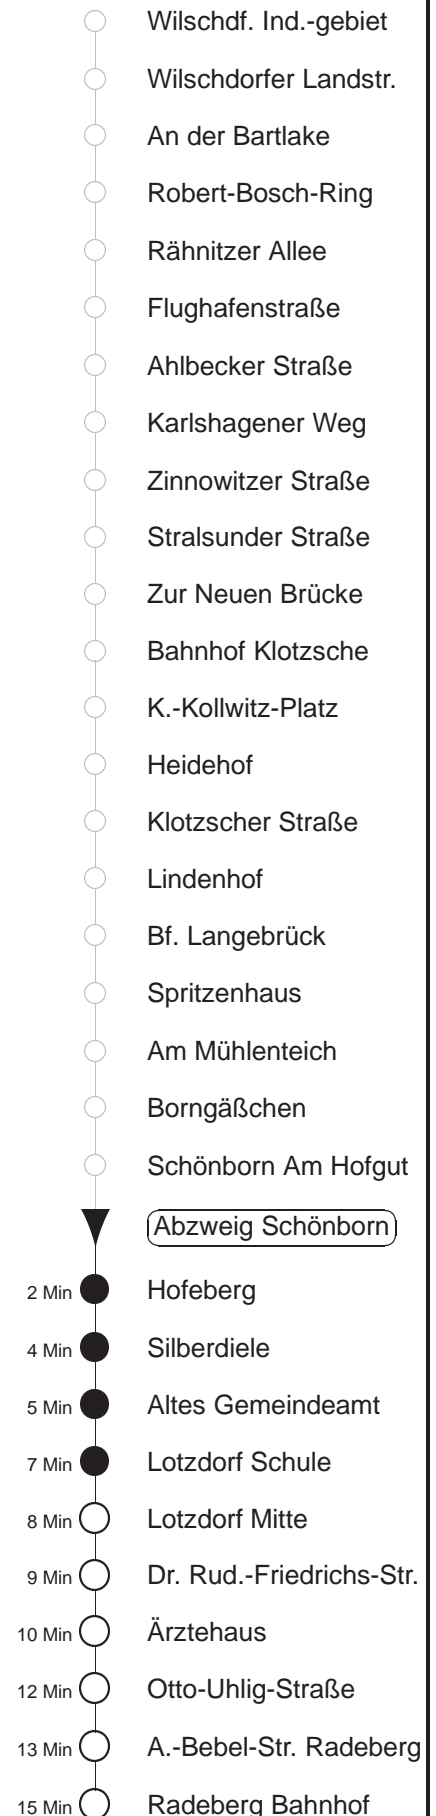 Wilschdf. Ind.-gebiet
Wilschdorfer Landstr.
An der Bartlake
Robert-Bosch-Ring
Rähnitzer Allee
Flughafenstraße
Ahlbecker Straße
Karlshagener Weg
Zinnowitzer Straße
Stralsunder Straße
Zur Neuen Brücke
Bahnhof Klotzsche
K.-Kollwitz-Platz
Heidehof
Klotzscher Straße
Lindenhof
Bf. Langebrück
Spritzenhaus
Am Mühlenteich
Borngäßchen
Schönborn Am Hofgut
Abzweig Schönborn
2 Min Hofeberg
4 Min Silberdiele
5 Min Altes Gemeindeamt
7 Min Lotzdorf Schule
8 Min Lotzdorf Mitte
9 Min Dr. Rud.-Friedrichs-Str.
10 Min Ärztehaus
12 Min Otto-Uhlig-Straße
13 Min A.-Bebel-Str. Radeberg
15 Min Radeberg Bahnhof